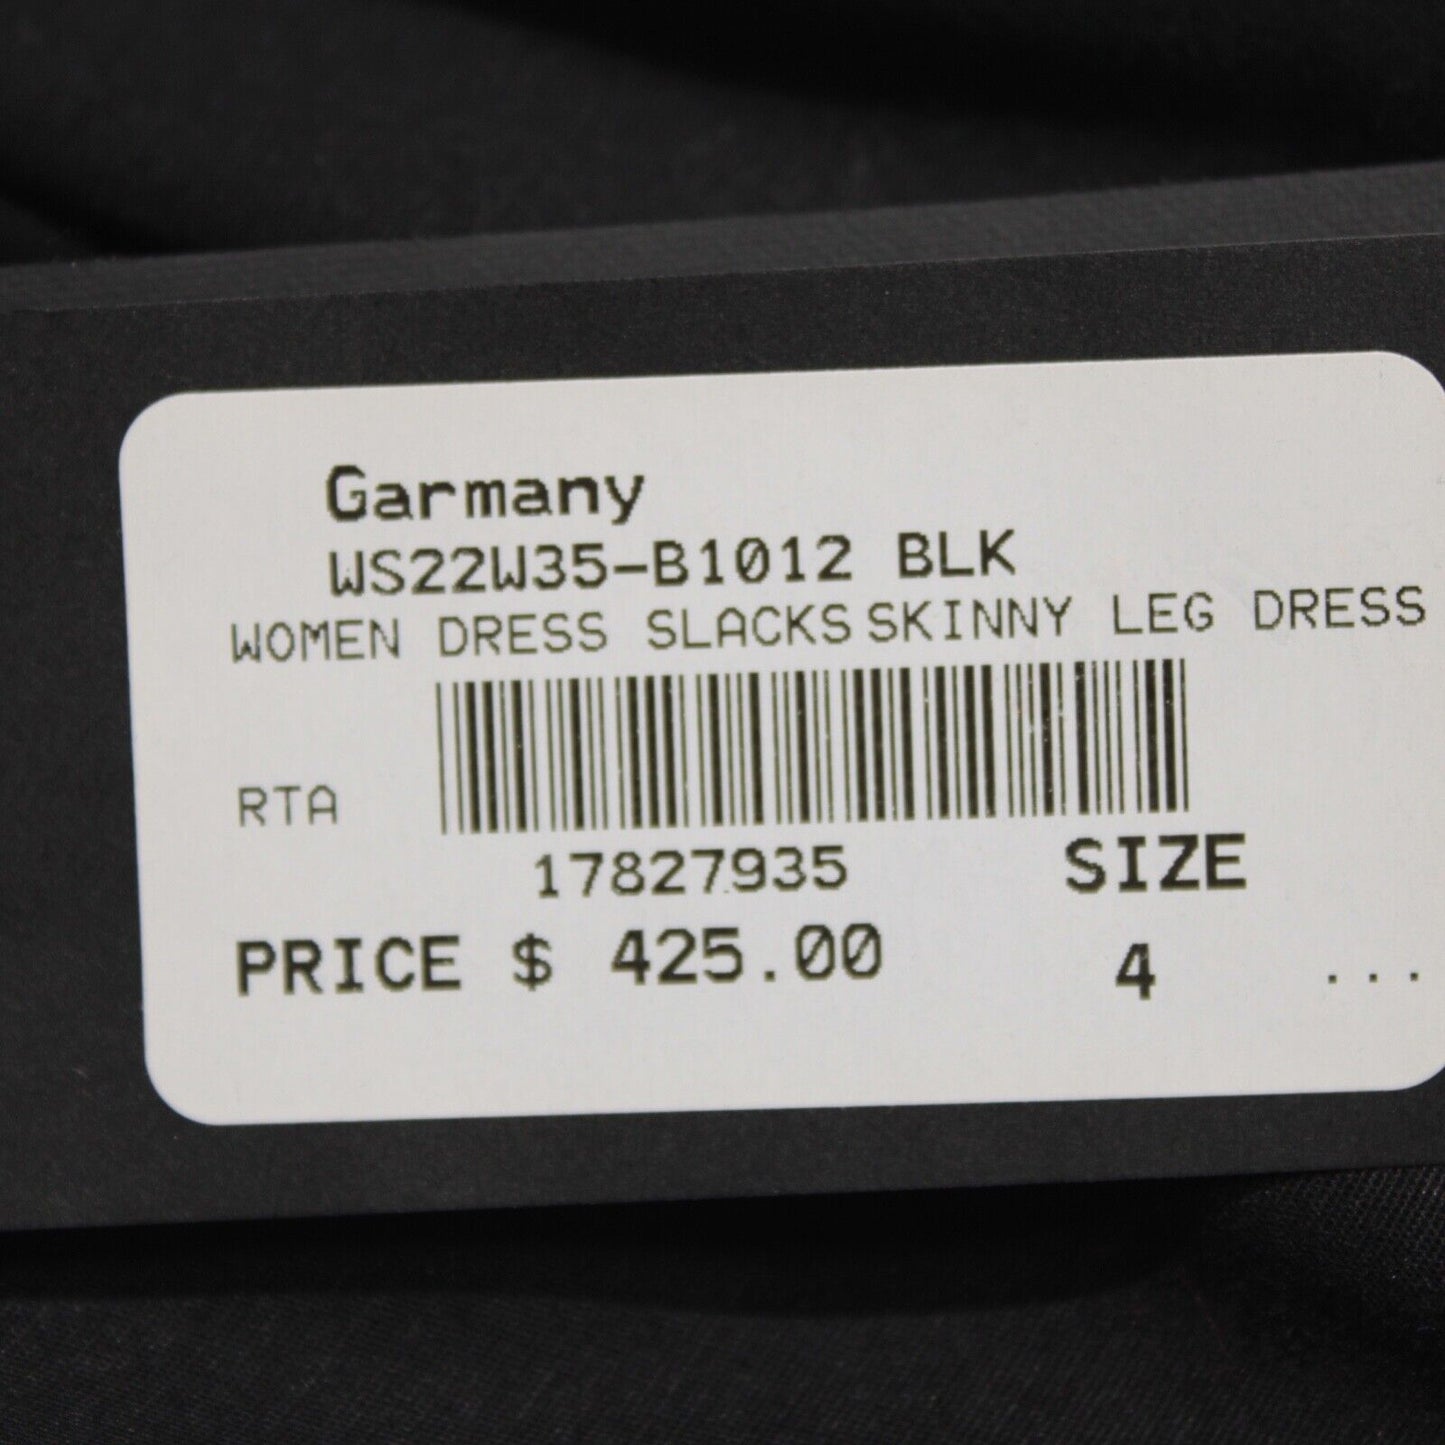 Garmany
WS22W35-B1012 BLK
WOMEN DRESS SLACKS SKINNY LEG DRESS
RTA
17827935
SIZE
PRICE $ 425.00
4
...